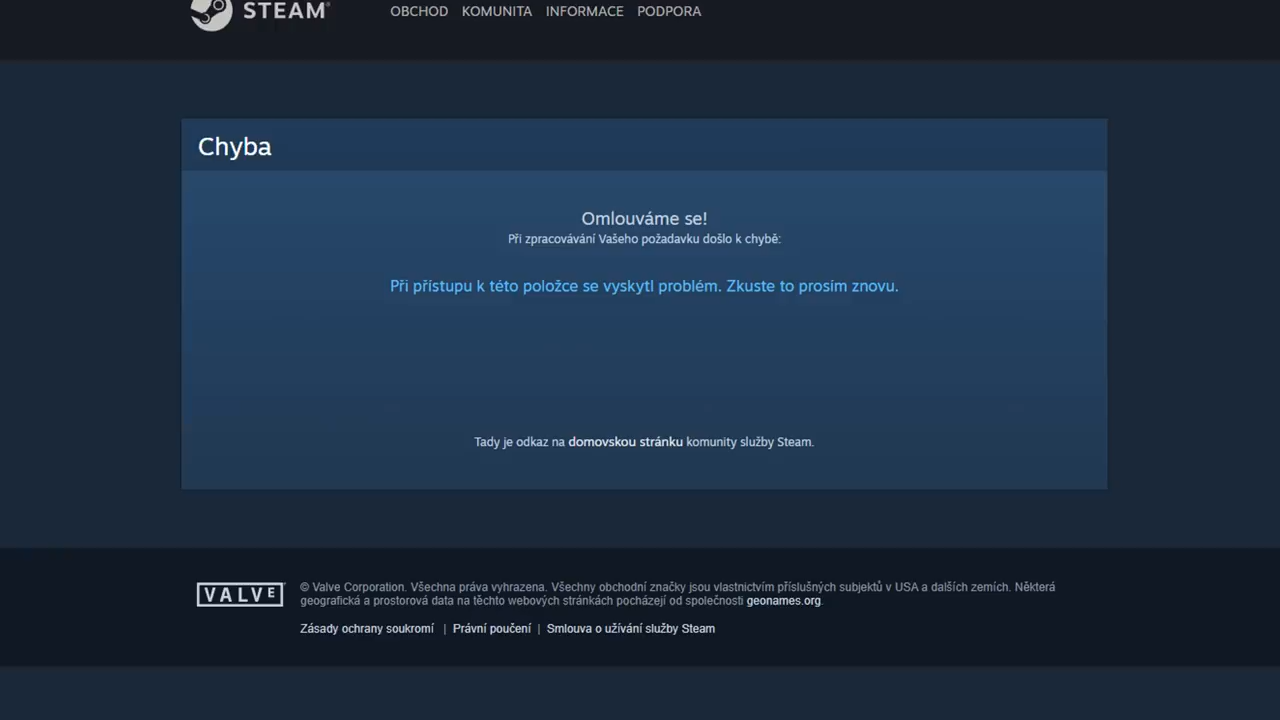 STEAM
OBCHOD KOMUNITA INFORMACE PODPORA
Chyba
Omlouváme se!
Při zpracovávání Vašeho požadavku došlo k chybě:
Při přístupu k této položce se vyskytl problém. Zkuste to prosím znovu.
Tady je odkaz na domovskou stránku komunity služby Steam.
VALVE
© Valve Corporation. Všechna práva vyhrazena. Všechny obchodní značky jsou vlastnictvím příslušných subjektů v USA a dalších zemích. Některá
geografická a prostorová data na těchto webových stránkách pocházejí od společnosti geonames.org.
Zásady ochrany soukromí | Právní poučení | Smlouva o užívání služby Steam